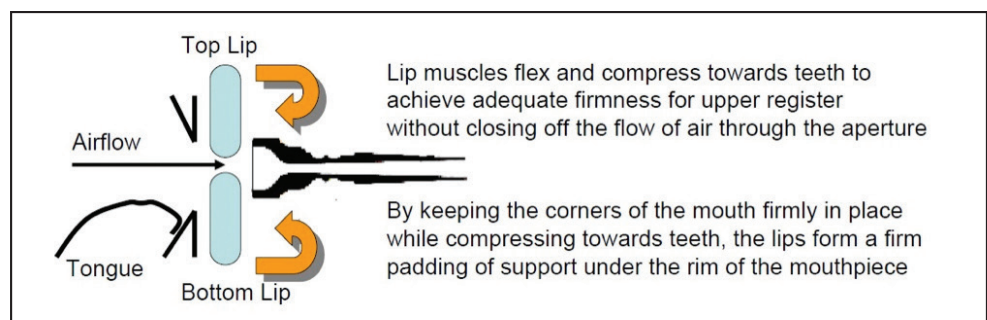 Top Lip
Lip muscles flex and compress towards teeth to
achieve adequate firmness for upper register
without closing off the flow of air through the aperture
Airflow
By keeping the corners of the mouth firmly in place
while compressing towards teeth, the lips form a firm
padding of support under the rim of the mouthpiece
Tongue
Bottom Lip